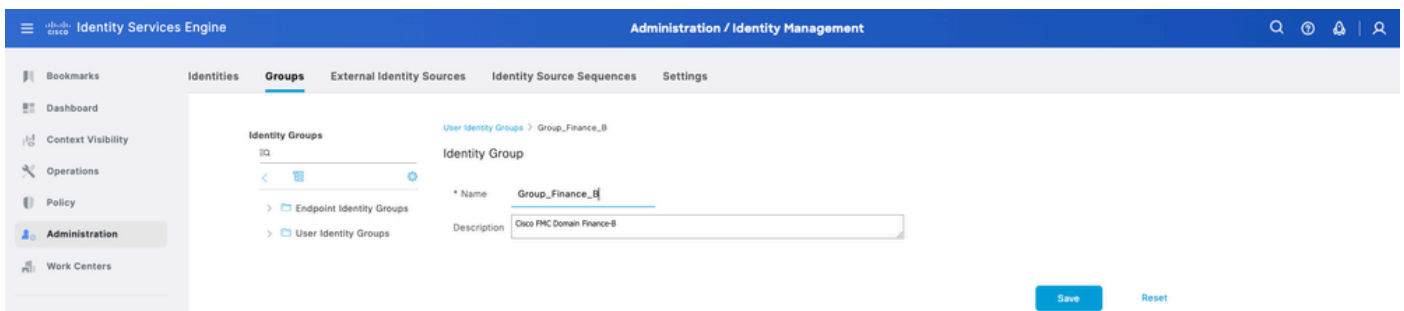 cisco Identity Services Engine
Administration / Identity Management
Bookmarks
Dashboard
Context Visibility
Operations
Policy
Administration
Work Centers
Identities Groups External Identity Sources Identity Source Sequences Settings
Identity Groups
Endpoint Identity Groups
User Identity Groups
User Identity Groups > Group_Finance_B
Identity Group
* Name Group_Finance_B
Description Cisco FMC Domain Finance-B
Save Reset